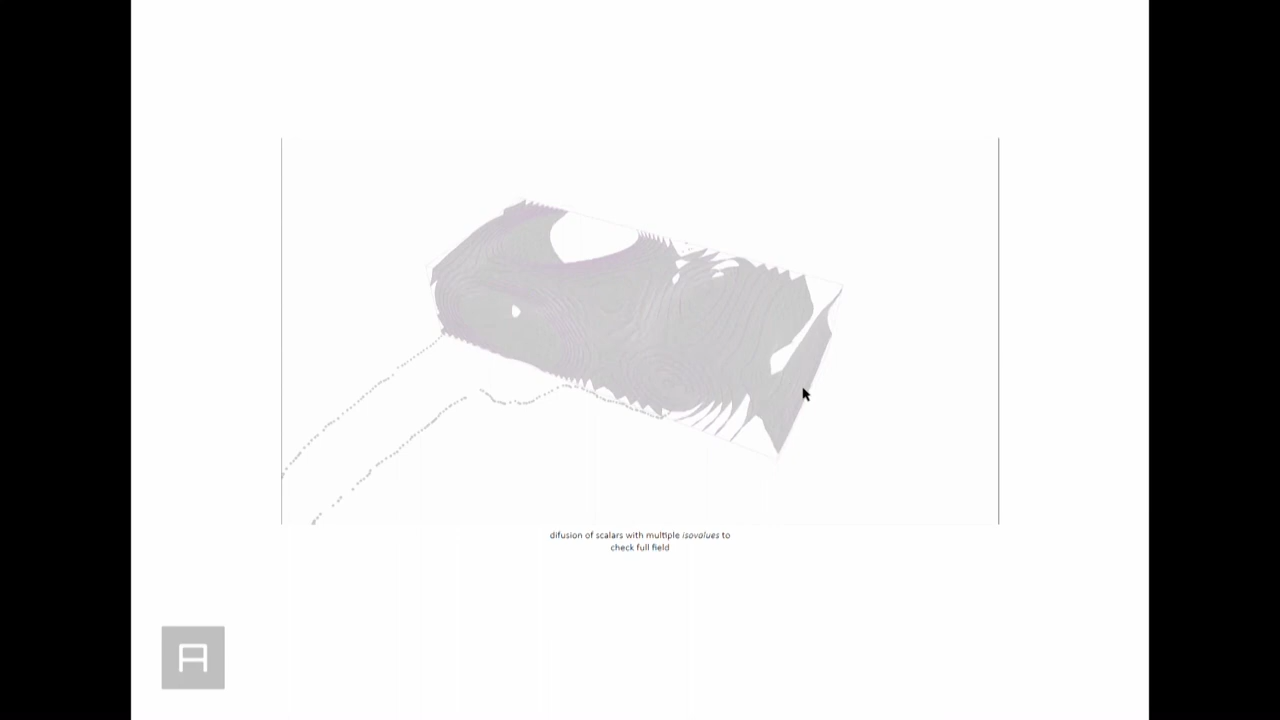 difusion of scalars with multiple isovalues to
check full field